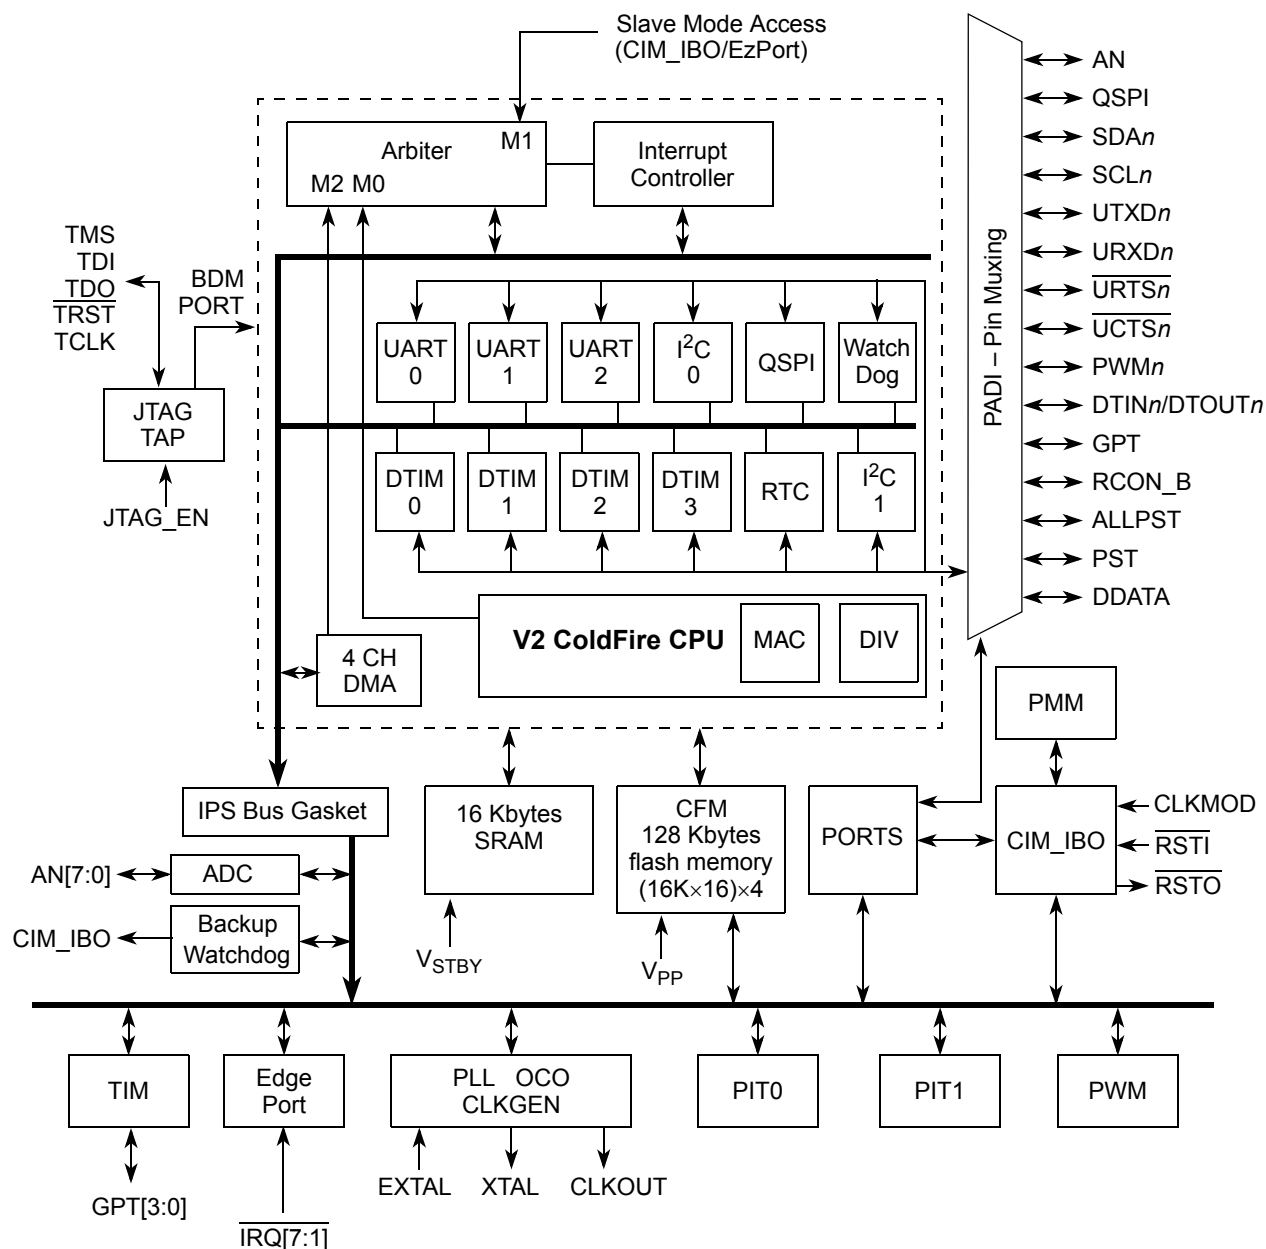 Slave Mode Access
(CIM_IBO/EzPort)
Arbiter
M1
M2 M0
Interrupt
Controller
TMS
TDI
TDO
TRST
TCLK
BDM
PORT
JTAG
TAP
JTAG_EN
UART
0
UART
1
UART
2
I²C
0
QSPI
Watch
Dog
DTIM
0
DTIM
1
DTIM
2
DTIM
3
RTC
I²C
1
V2 ColdFire CPU
MAC
DIV
4 CH
DMA
PADI – Pin Muxing
AN
QSPI
SDAn
SCLn
UTXDn
URXDn
URTSn
UCTSn
PWMn
DTINn/DTOUTn
GPT
RCON_B
ALLPST
PST
DDATA
PMM
IPS Bus Gasket
16 Kbytes
SRAM
CFM
128 Kbytes
flash memory
(16K×16)×4
PORTS
CIM_IBO
CLKMOD
RSTI
RSTO
AN[7:0]
ADC
CIM_IBO
Backup
Watchdog
VSTBY
VPP
TIM
Edge
Port
PLL OCO
CLKGEN
PIT0
PIT1
PWM
GPT[3:0]
IRQ[7:1]
EXTAL
XTAL
CLKOUT